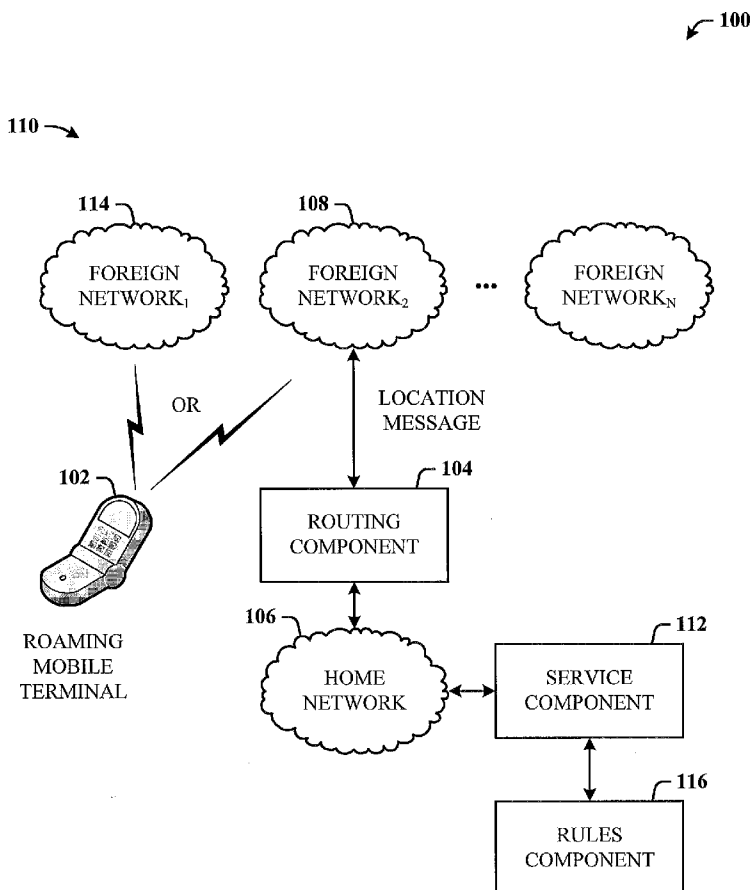 100
110
114
108
FOREIGN
NETWORK1
FOREIGN
NETWORK2
...
FOREIGN
NETWORKN
OR
LOCATION
MESSAGE
102
104
ROUTING
COMPONENT
ROAMING
MOBILE
TERMINAL
106
HOME
NETWORK
112
SERVICE
COMPONENT
116
RULES
COMPONENT